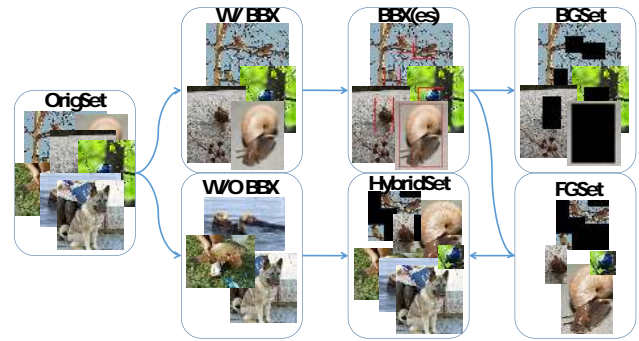 W/ BBX
BBX(es)
BGSet
OrigSet
W/O BBX
HybridSet
FGSet